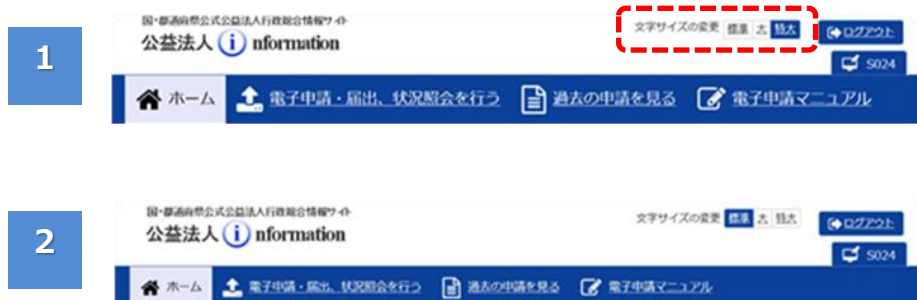 1
国・都道府県公式公益法人行政総合情報サイト
公益法人 i nformation
文字サイズの変更 標準 大 特大
ログアウト
S024
ホーム 電子申請・届出、状況照会を行う 過去の申請を見る 電子申請マニュアル
2
国・都道府県公式公益法人行政総合情報サイト
公益法人 i nformation
文字サイズの変更 標準 大 特大
ログアウト
S024
ホーム 電子申請・届出、状況照会を行う 過去の申請を見る 電子申請マニュアル